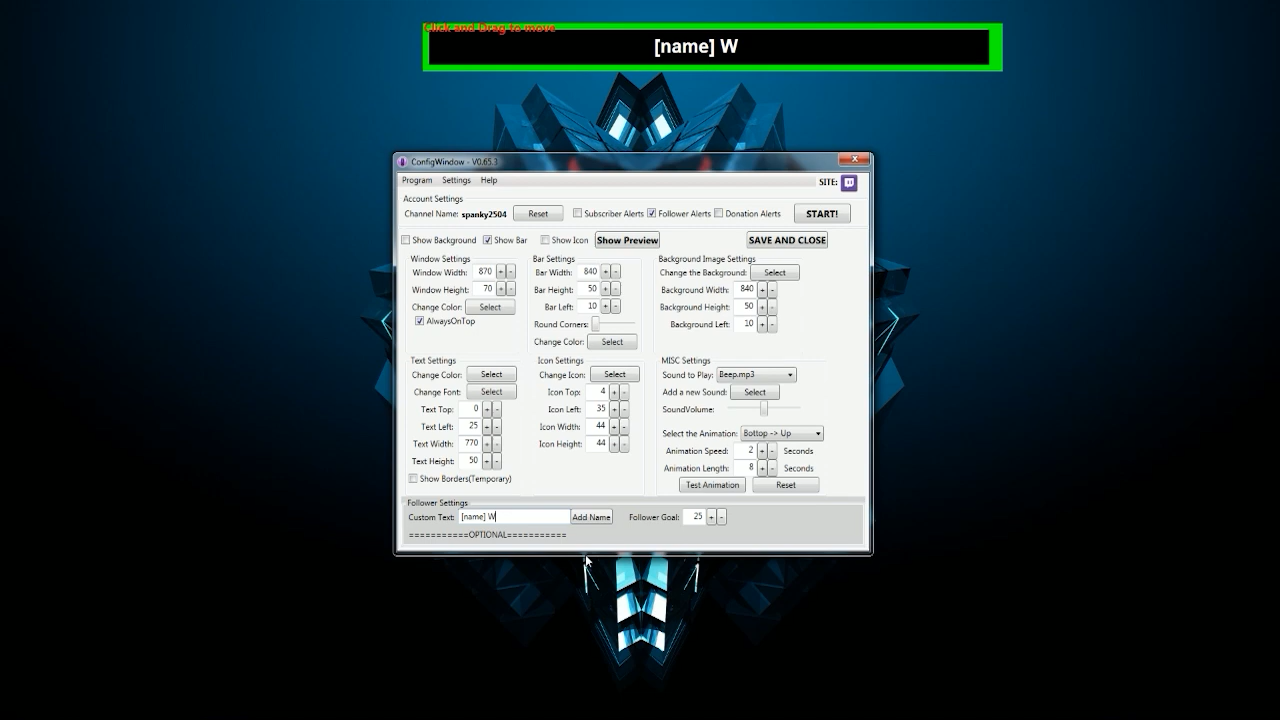 Click and Drag to move
[name] W
ConfigWindow - V0.65.3
Program Settings Help
SITE:
Account Settings
Channel Name: spanky2504 Reset Subscriber Alerts Follower Alerts Donation Alerts START!
Show Background Show Bar Show Icon Show Preview SAVE AND CLOSE
Window Settings
Window Width: 870 + -
Window Height: 70 + -
Change Color: Select
AlwaysOnTop
Bar Settings
Bar Width: 840 + -
Bar Height: 50 + -
Bar Left: 10 + -
Round Corners:
Change Color: Select
Background Image Settings
Change the Background: Select
Background Width: 840 + -
Background Height: 50 + -
Background Left: 10 + -
Text Settings
Change Color: Select
Change Font: Select
Text Top: 0 + -
Text Left: 25 + -
Text Width: 770 + -
Text Height: 50 + -
Show Borders(Temporary)
Icon Settings
Change Icon: Select
Icon Top: 4 + -
Icon Left: 35 + -
Icon Width: 44 + -
Icon Height: 44 + -
MISC Settings
Sound to Play: Beep.mp3
Add a new Sound: Select
SoundVolume:
Select the Animation: Bottop -> Up
Animation Speed: 2 + - Seconds
Animation Length: 8 + - Seconds
Test Animation Reset
Follower Settings
Custom Text: [name] W Add Name Follower Goal: 25 + -
===========OPTIONAL===========